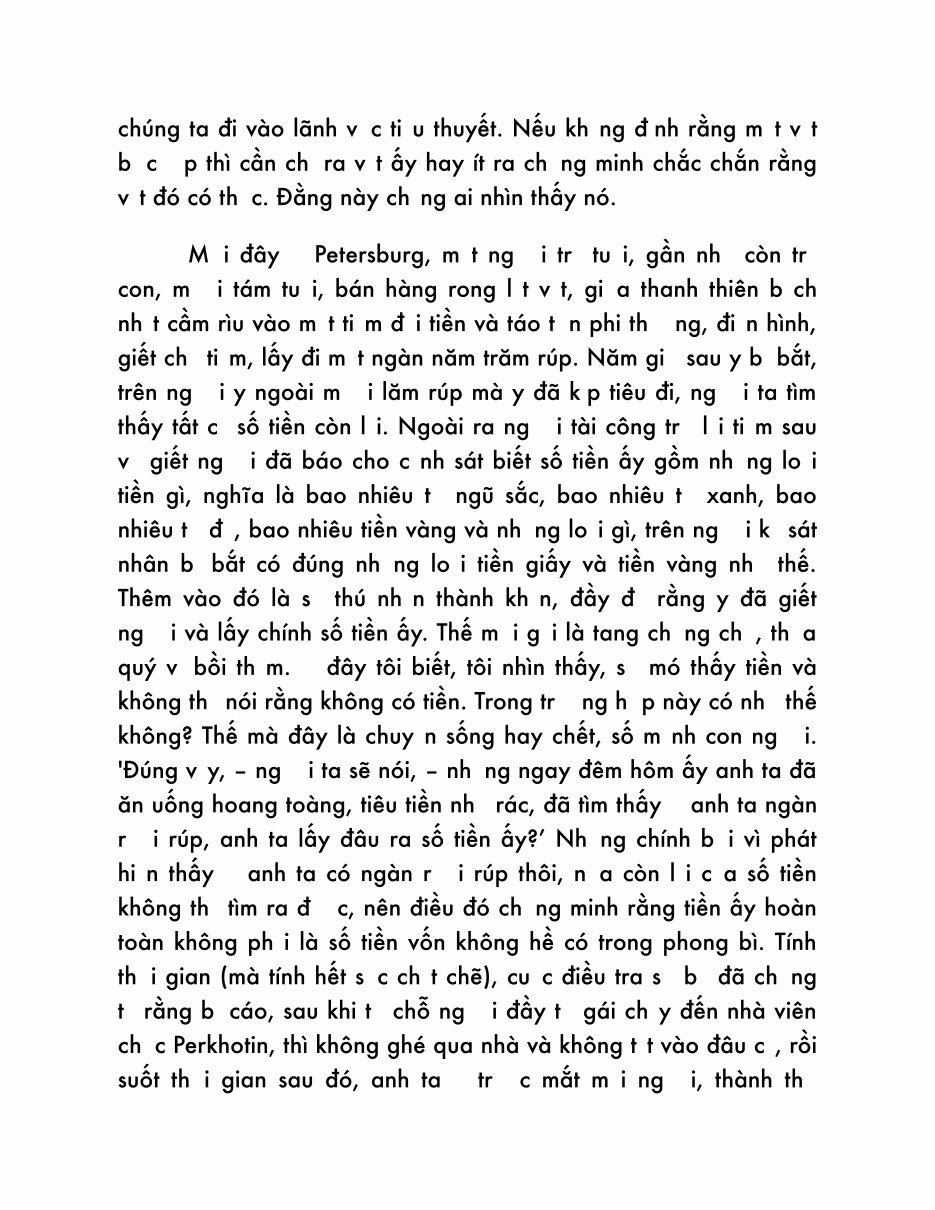 chúng ta đi vào lãnh v c ti u thuyết. Nếu kh ng đ nh rằng m t v t
b c p thì cần ch ra v t ấy hay ít ra ch ng minh chắc chắn rằng
v t đó có th c. Đằng này ch ng ai nhìn thấy nó.
M i đây Petersburg, m t ng i tr tu i, gần nh còn tr
con, m i tám tu i, bán hàng rong l t v t, gi a thanh thiên b ch
nh t cầm rìu vào m t ti m đ i tiền và táo t n phi th ng, đi n hình,
giết ch ti m, lấy đi m t ngàn năm trăm rúp. Năm gi sau y b bắt,
trên ng i y ngoài m i lăm rúp mà y đã k p tiêu đi, ng i ta tìm
thấy tất c số tiền còn l i. Ngoài ra ng i tài công tr l i ti m sau
v giết ng i đã báo cho c nh sát biết số tiền ấy gồm nh ng lo i
tiền gì, nghĩa là bao nhiêu t ngũ sắc, bao nhiêu t xanh, bao
nhiêu t đ , bao nhiêu tiền vàng và nh ng lo i gì, trên ng i k sát
nhân b bắt có đúng nh ng lo i tiền giấy và tiền vàng nh thế.
Thêm vào đó là s thú nh n thành kh n, đầy đ rằng y đã giết
ng i và lấy chính số tiền ấy. Thế m i g i là tang ch ng ch , th a
quý v bồi th m. đây tôi biết, tôi nhìn thấy, s mó thấy tiền và
không th nói rằng không có tiền. Trong tr ng h p này có nh thế
không? Thế mà đây là chuy n sống hay chết, số m nh con ng i.
'Đúng v y, – ng i ta sẽ nói, – nh ng ngay đêm hôm ấy anh ta đã
ăn uống hoang toàng, tiêu tiền nh rác, đã tìm thấy anh ta ngàn
r i rúp, anh ta lấy đâu ra số tiền ấy?’ Nh ng chính b i vì phát
hi n thấy anh ta có ngàn r i rúp thôi, n a còn l i c a số tiền
không th tìm ra đ c, nên điều đó ch ng minh rằng tiền ấy hoàn
toàn không ph i là số tiền vốn không hề có trong phong bì. Tính
th i gian (mà tính hết s c ch t chẽ), cu c điều tra s b đã ch ng
t rằng b cáo, sau khi t chỗ ng i đầy t gái ch y đến nhà viên
ch c Perkhotin, thì không ghé qua nhà và không t t vào đâu c , rồi
suốt th i gian sau đó, anh ta tr c mắt m i ng i, thành th